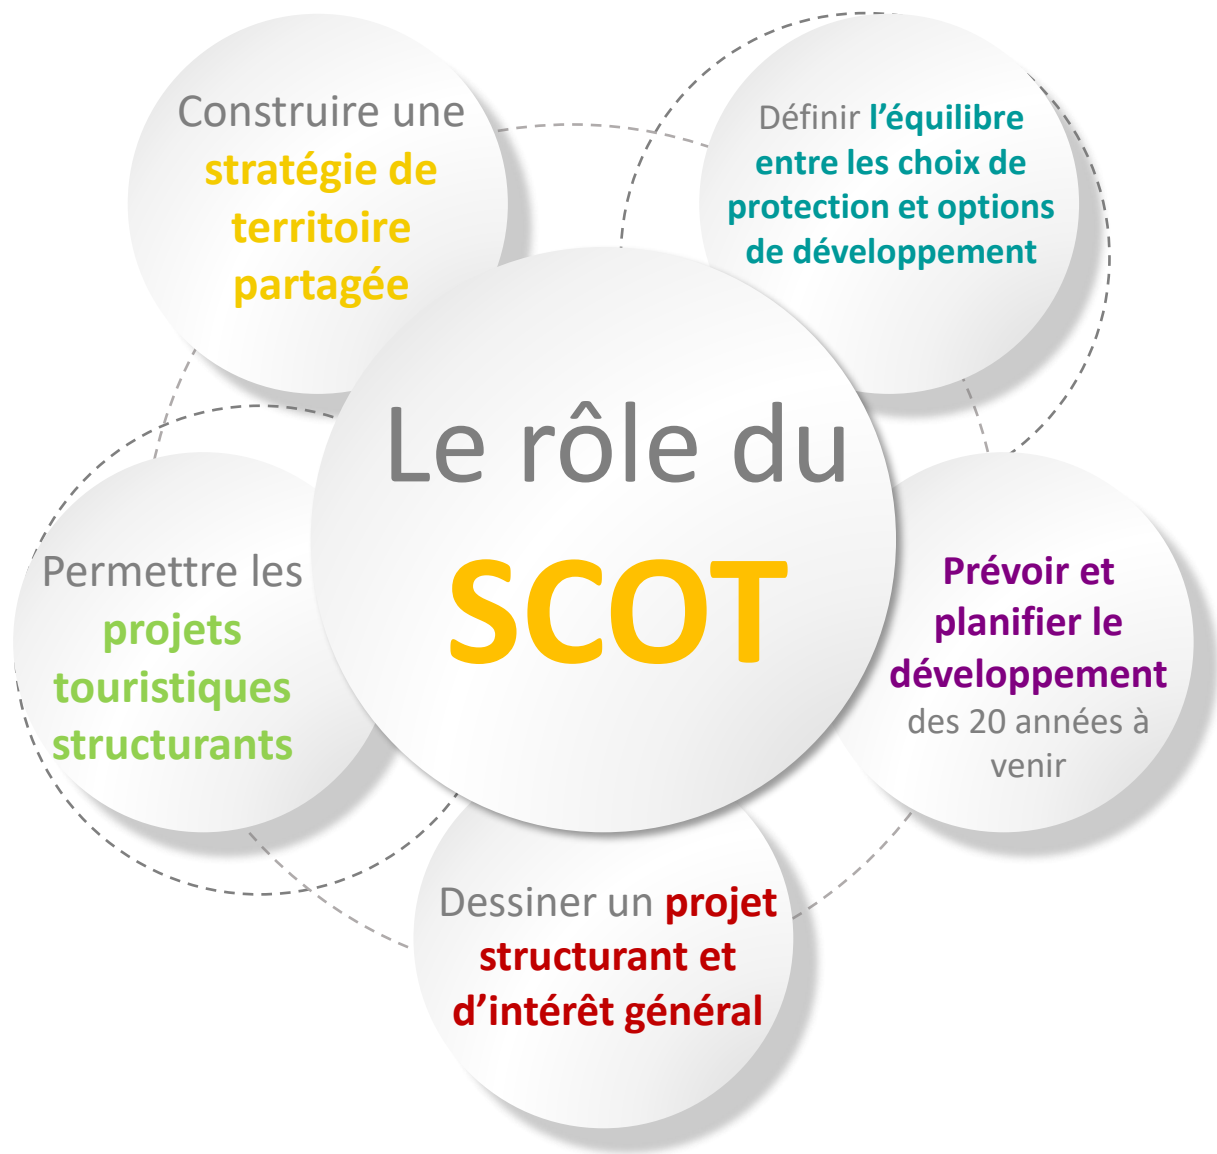 Construire une
stratégie de
territoire
partagée
Définir l’équilibre
entre les choix de
protection et options
de développement
Le rôle du
SCOT
Permettre les
projets
touristiques
structurants
Prévoir et
planifier le
développement
des 20 années à
venir
Dessiner un projet
structurant et
d’intérêt général